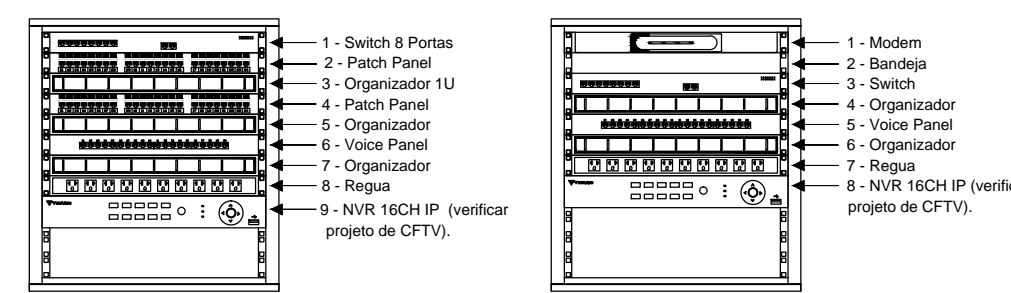 1 - Switch 8 Portas
2 - Patch Panel
3 - Organizador 1U
4 - Patch Panel
5 - Organizador
6 - Voice Panel
7 - Organizador
8 - Regua
9 - NVR 16CH IP (verificar
projeto de CFTV).
1 - Modem
2 - Bandeja
3 - Switch
4 - Organizador
5 - Voice Panel
6 - Organizador
7 - Regua
8 - NVR 16CH IP (verific
projeto de CFTV).